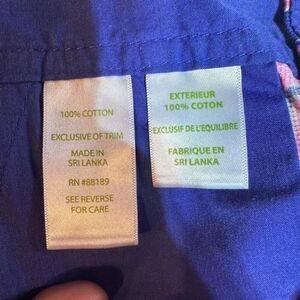 100% COTTON
EXCLUSIVE OF TRIM
MADE IN
SRI LANKA
RN #88189
SEE REVERSE
FOR CARE
EXTERIEUR
100% COTON
EXCLUSIF DE L'EQUILIBRE
FABRIQUE EN
SRI LANKA